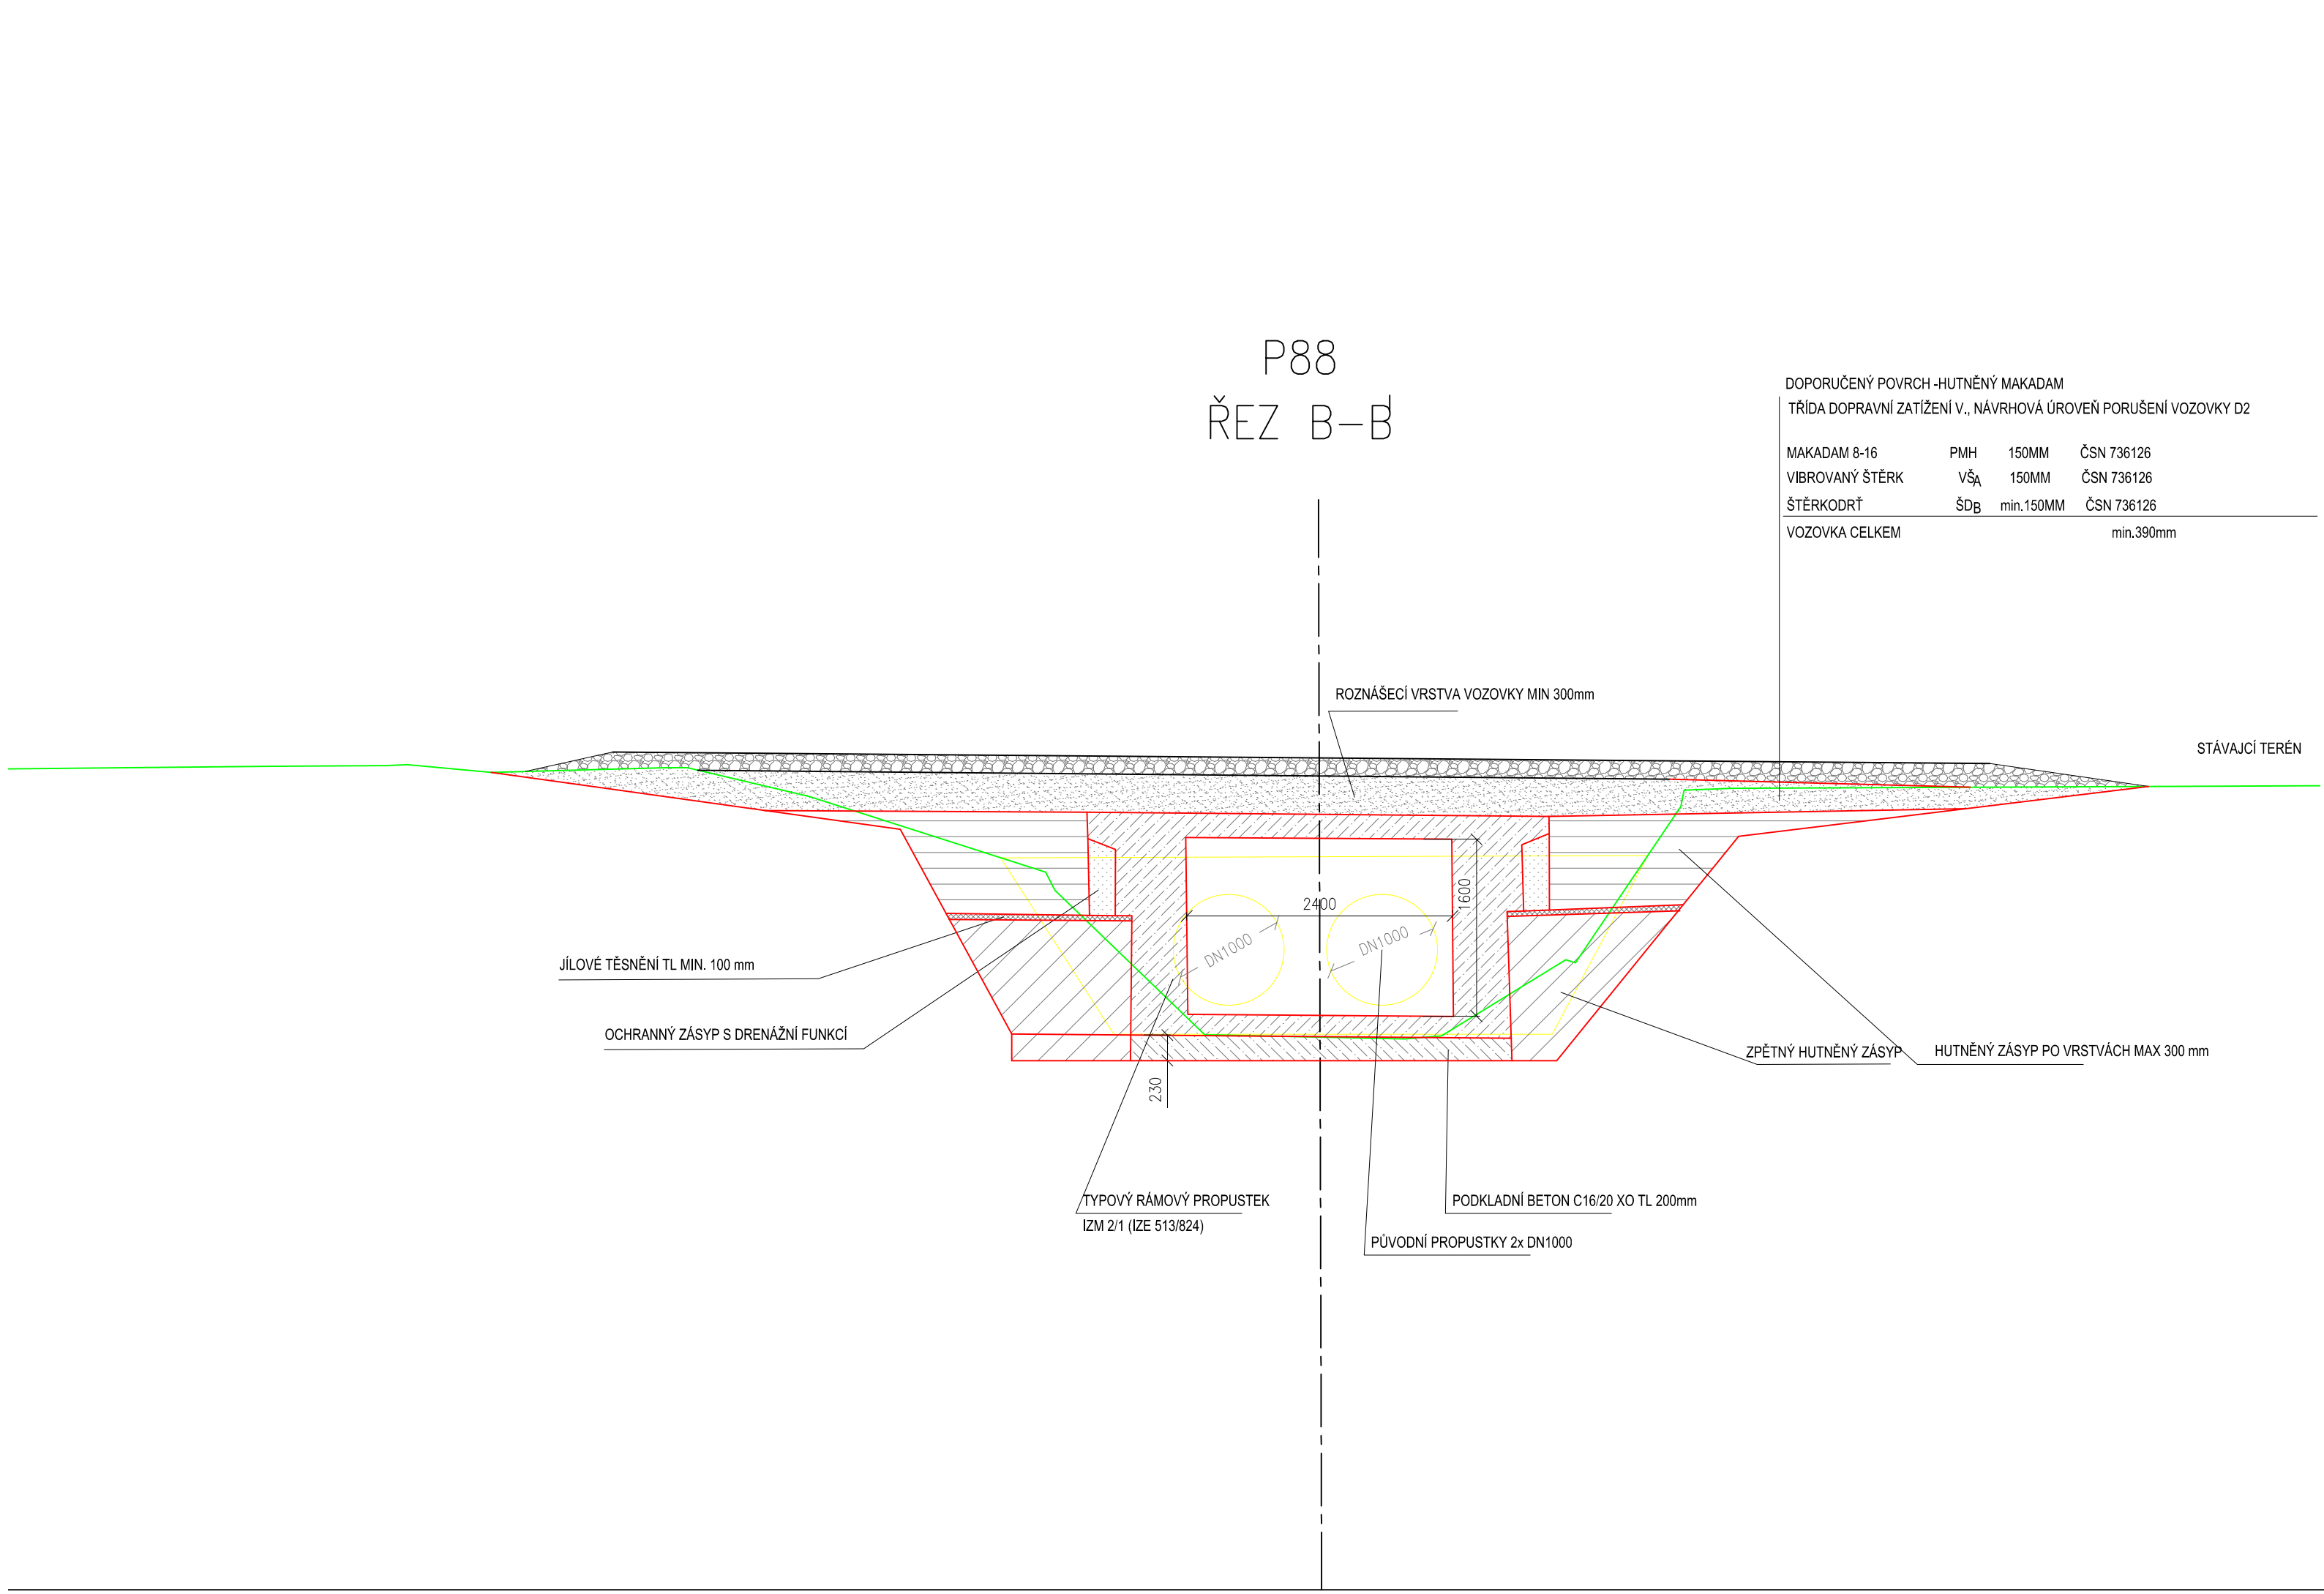 P88
ŘEZ B-B'
DOPORUČENÝ POVRCH -HUTNĚNÝ MAKADAM
TŘÍDA DOPRAVNÍ ZATÍŽENÍ V., NÁVRHOVÁ ÚROVEŇ PORUŠENÍ VOZOVKY D2
MAKADAM 8-16 PMH 150MM ČSN 736126
VIBROVANÝ ŠTĚRK VŠA 150MM ČSN 736126
ŠTĚRKODRŤ ŠDB min.150MM ČSN 736126
VOZOVKA CELKEM min.390mm
ROZNÁŠECÍ VRSTVA VOZOVKY MIN 300mm
STÁVAJCÍ TERÉN
2400
1600
DN1000
DN1000
JÍLOVÉ TĚSNĚNÍ TL MIN. 100 mm
OCHRANNÝ ZÁSYP S DRENÁŽNÍ FUNKCÍ
230
ZPĚTNÝ HUTNĚNÝ ZÁSYP
HUTNĚNÝ ZÁSYP PO VRSTVÁCH MAX 300 mm
TYPOVÝ RÁMOVÝ PROPUSTEK
IZM 2/1 (IZE 513/824)
PODKLADNÍ BETON C16/20 XO TL 200mm
PŮVODNÍ PROPUSTKY 2x DN1000